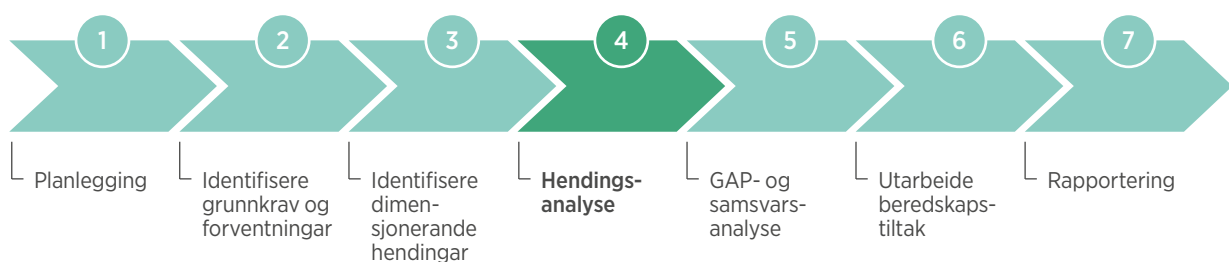 1
2
3
4
5
6
7
Planlegging
Identifisere
grunnkrav og
forventningar
Identifisere
dimen-
sjonerande
hendingar
Hendings-
analyse
GAP- og
samsvars-
analyse
Utarbeide
beredskaps-
tiltak
Rapportering